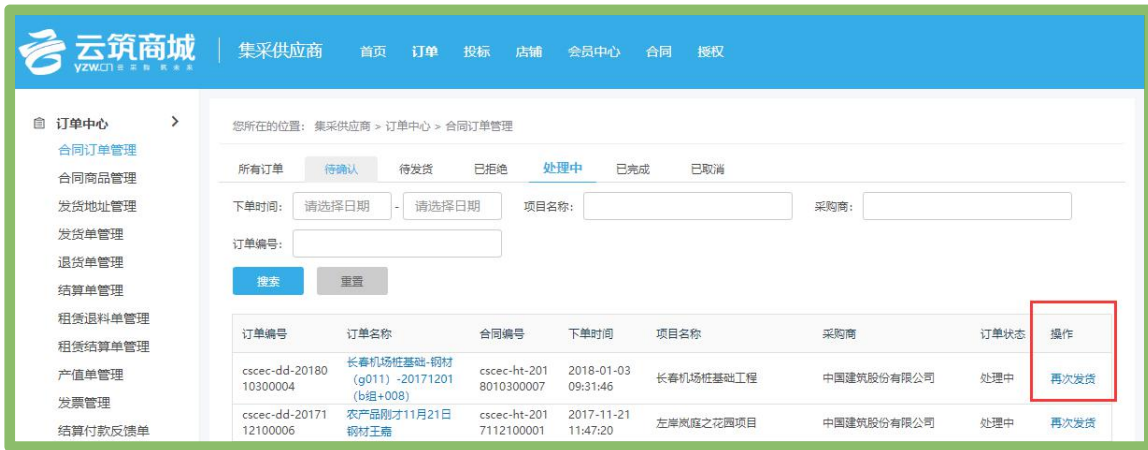 云筑商城
yzw.cn
集采供应商 首页 订单 投标 店铺 会员中心 合同 授权
订单中心
合同订单管理
合同商品管理
发货地址管理
发货单管理
退货单管理
结算单管理
租赁退料单管理
租赁结算单管理
产值单管理
发票管理
结算付款反馈单
您所在的位置: 集采供应商 > 订单中心 > 合同订单管理
所有订单 待确认 待发货 已拒绝 处理中 已完成 已取消
下单时间: 请选择日期 - 请选择日期 项目名称: 采购商:
订单编号:
搜索 重置
订单编号 订单名称 合同编号 下单时间 项目名称 采购商 订单状态 操作
cscec-dd-20180 长春机场桩基础-钢材 cscec-ht-201 2018-01-03 长春机场桩基础工程 中国建筑股份有限公司 处理中 再次发货
10300004 (g011) -20171201 8010300007 09:31:46
(b组+008)
cscec-dd-20171 农产品刚才11月21日 cscec-ht-201 2017-11-21 左岸岚庭之花园项目 中国建筑股份有限公司 处理中 再次发货
12100006 钢材王嘉 7112100001 11:47:20